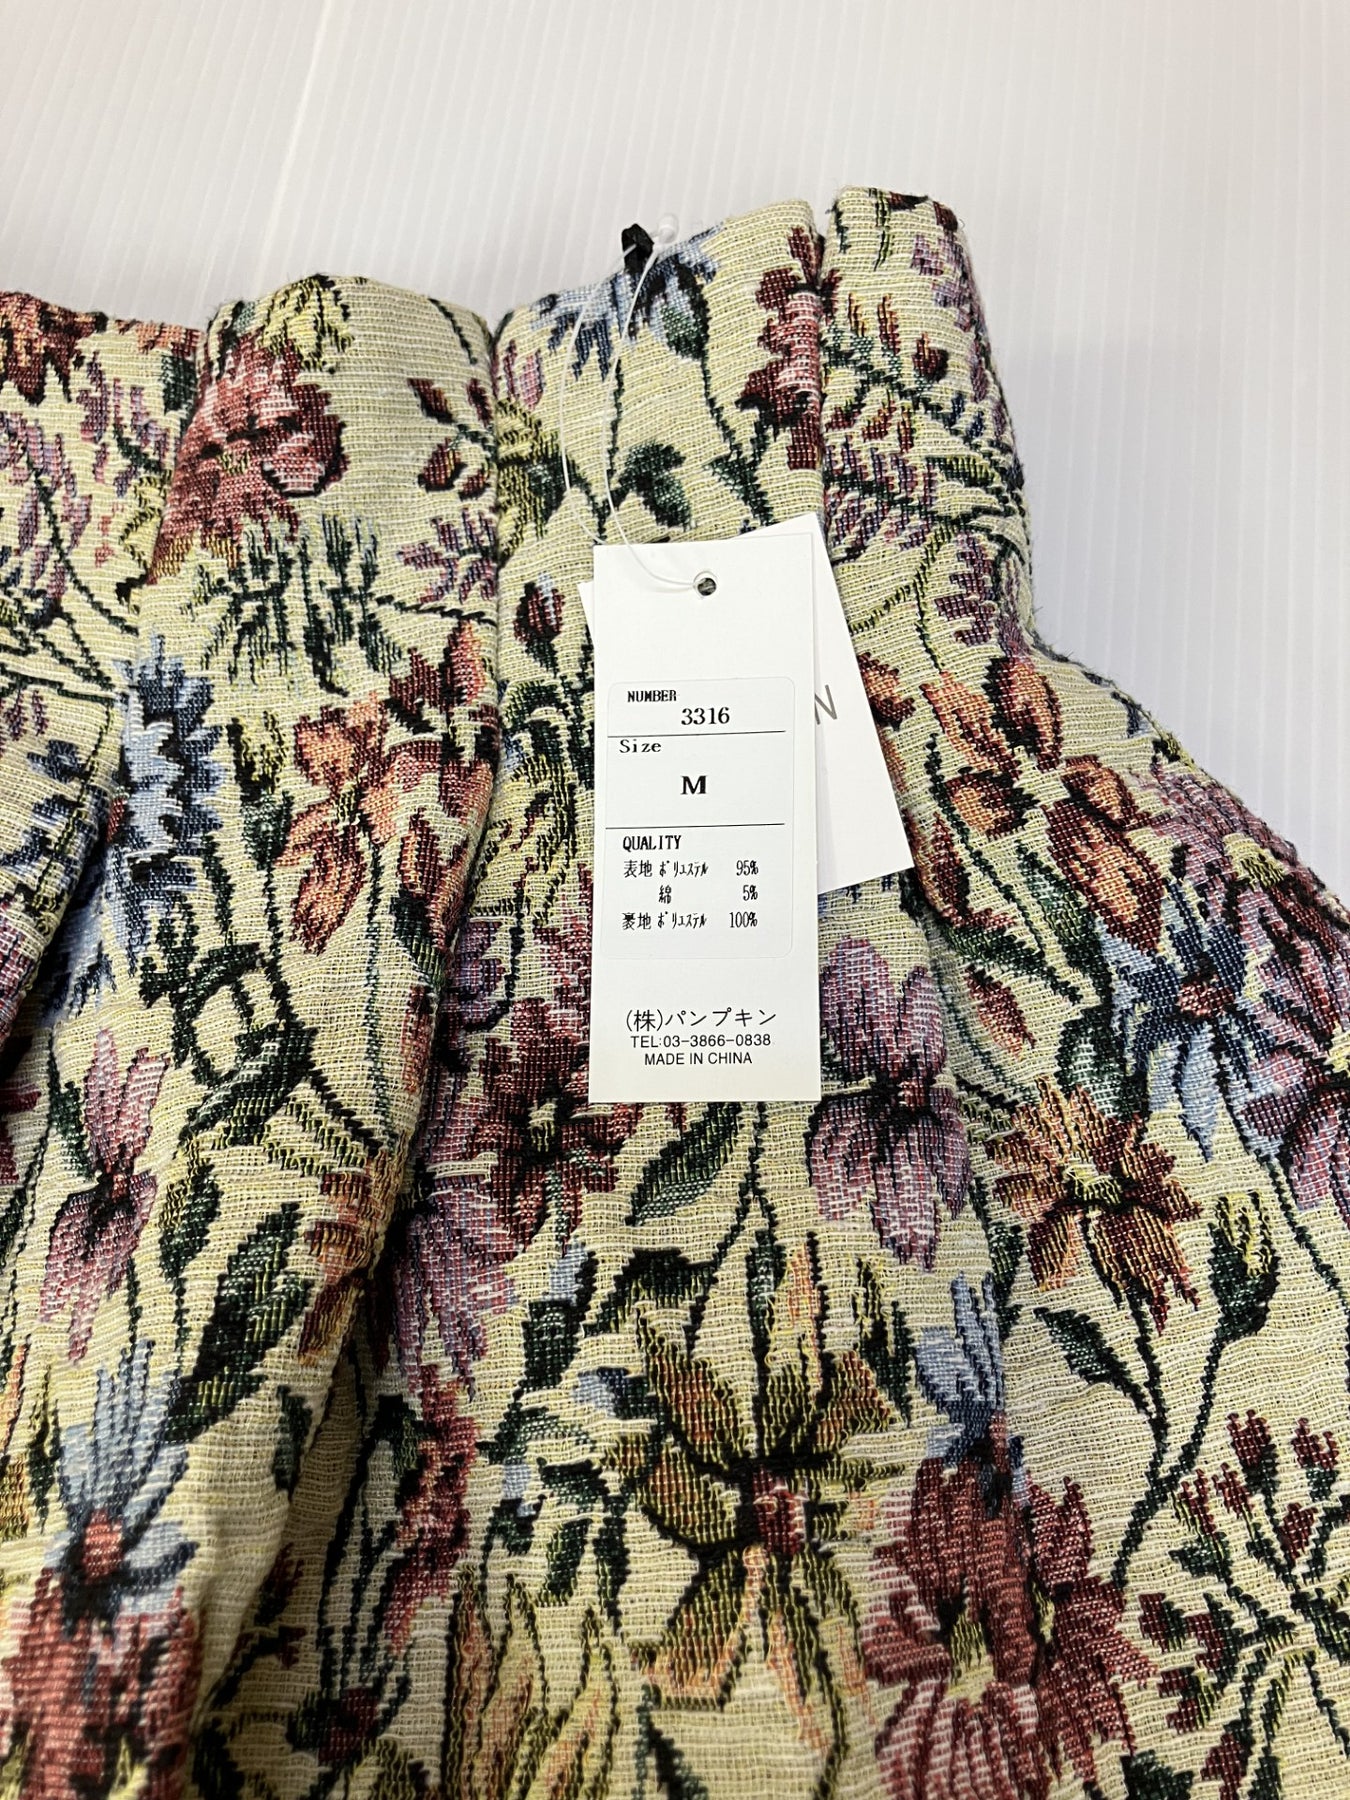 NUMBER
3316
Size
M
QUALITY
表地 ポリエステル 95%
綿 5%
裏地 ポリエステル 100%
(株)パンプキン
TEL:03-3866-0838
MADE IN CHINA
N